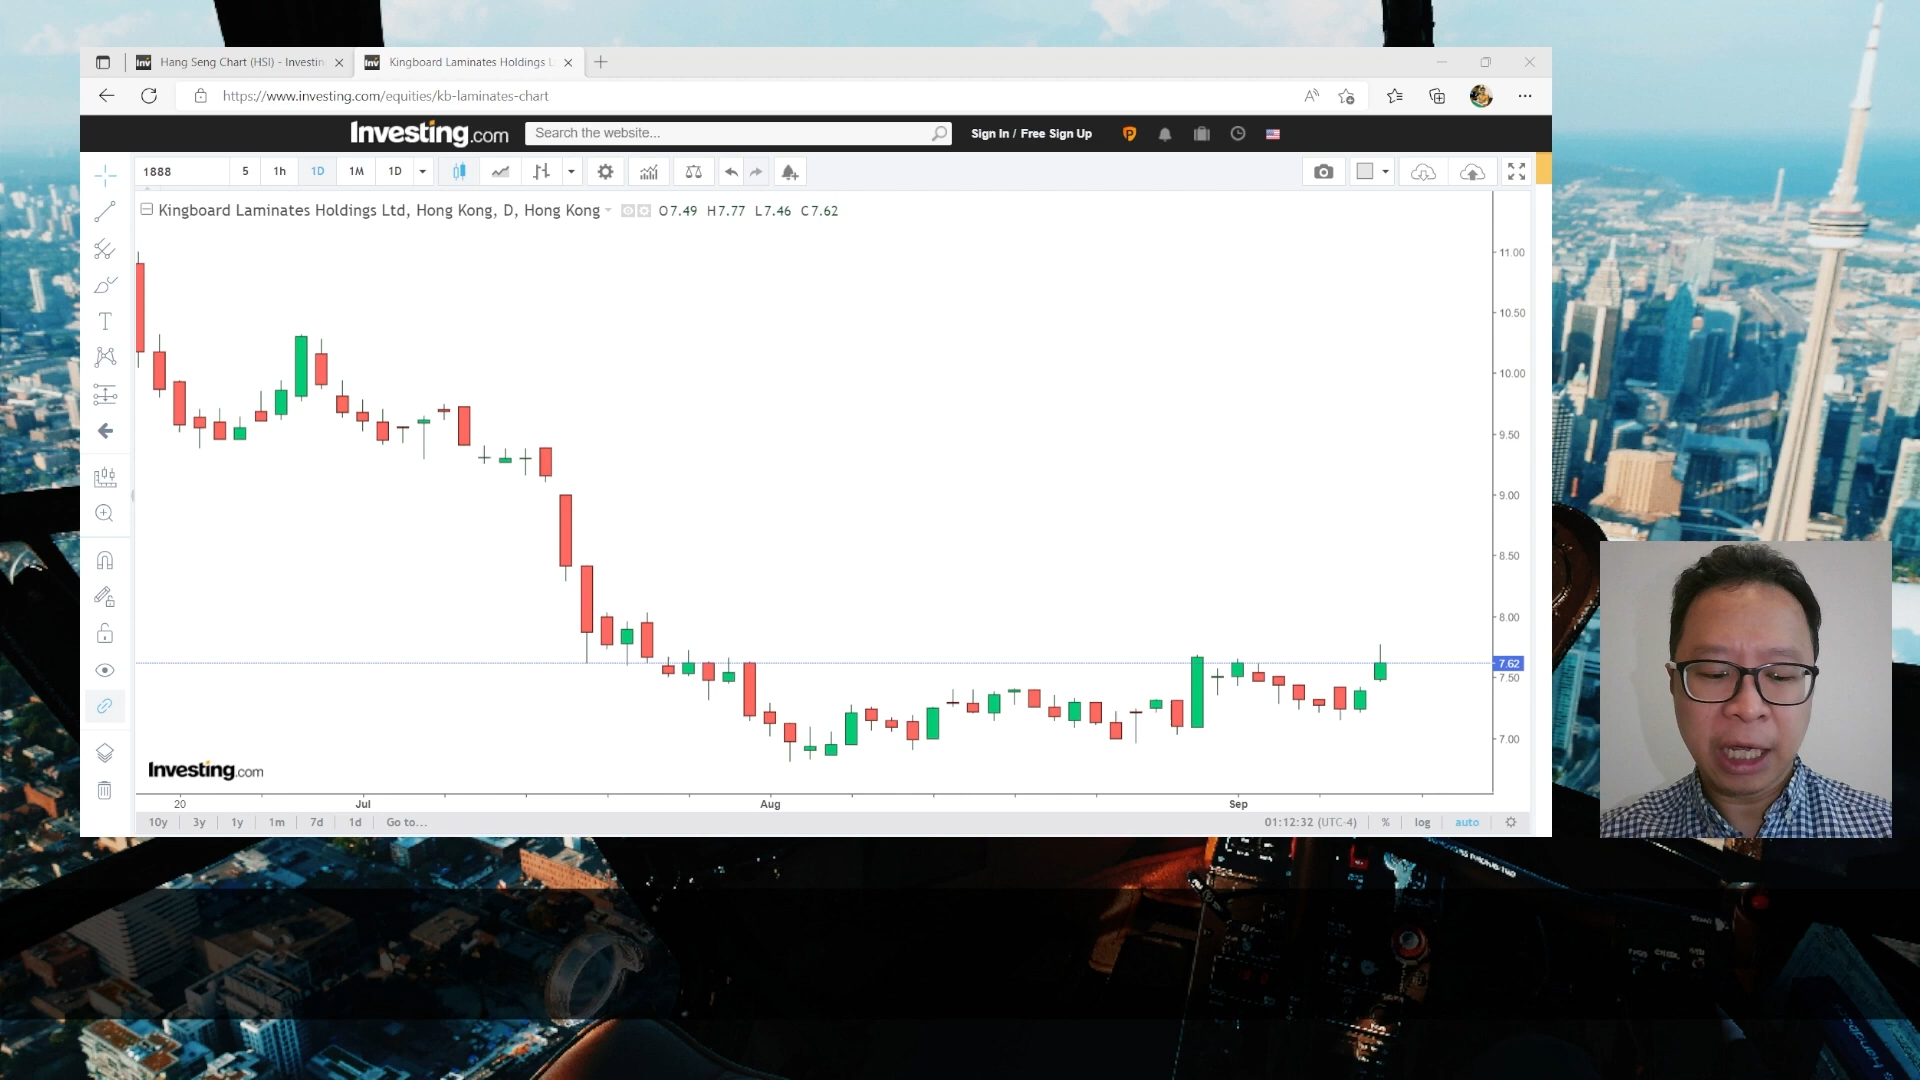 Hang Seng Chart (HSI) - Investin
Kingboard Laminates Holdings L
https://www.investing.com/equities/kb-laminates-chart
Investing.com
Search the website...
Sign In / Free Sign Up
1888
5
1h
1D
1M
1D
Kingboard Laminates Holdings Ltd, Hong Kong, D, Hong Kong
O7.49 H7.77 L7.46 C7.62
11.00
10.50
10.00
9.50
9.00
8.50
8.00
7.62
7.50
7.00
Investing.com
20
Jul
Aug
Sep
10y
3y
1y
1m
7d
1d
Go to...
01:12:32 (UTC-4)
%
log
auto